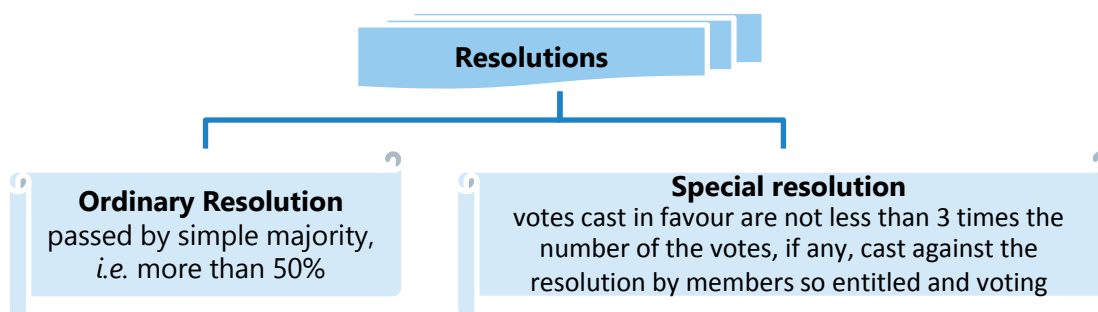 Resolutions
Ordinary Resolution
passed by simple majority,
i.e. more than 50%
Special resolution
votes cast in favour are not less than 3 times the
number of the votes, if any, cast against the
resolution by members so entitled and voting